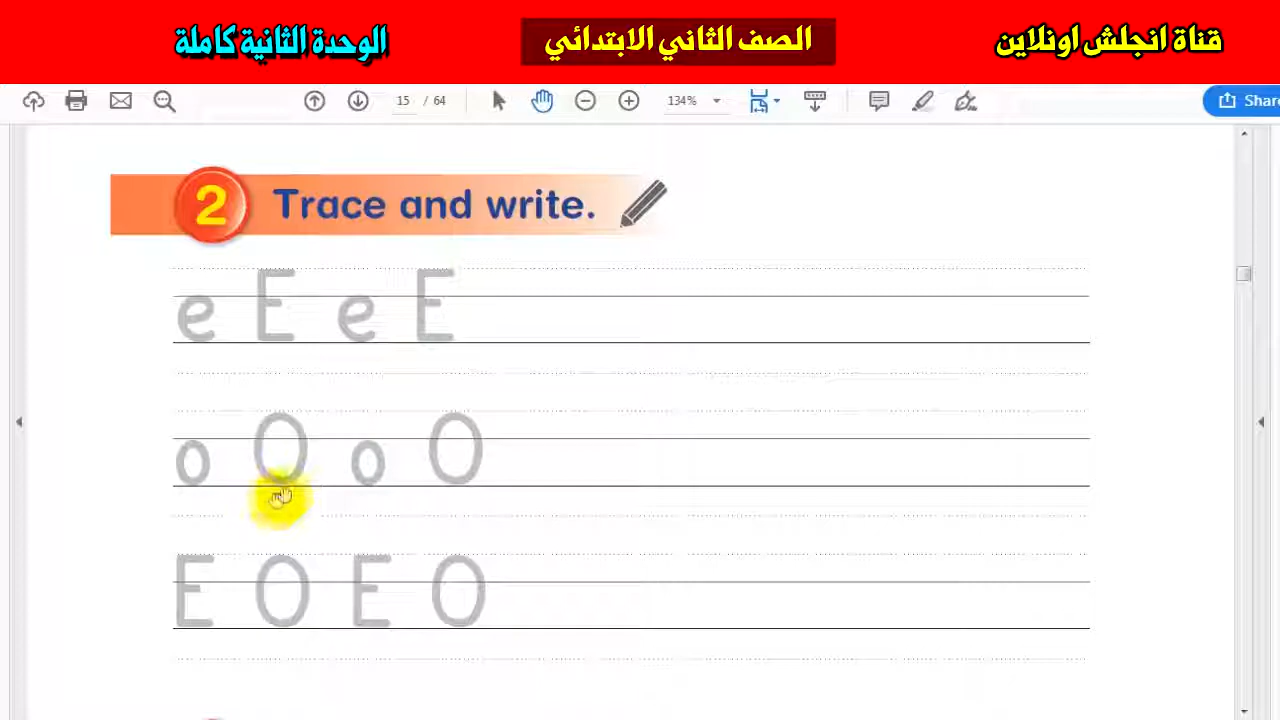 قناة انجلش اونلاين
الصف الثاني الابتدائي
الوحدة الثانية كاملة
15 / 64
134%
Share
2 Trace and write.
e E e E
o O o O
E O E O